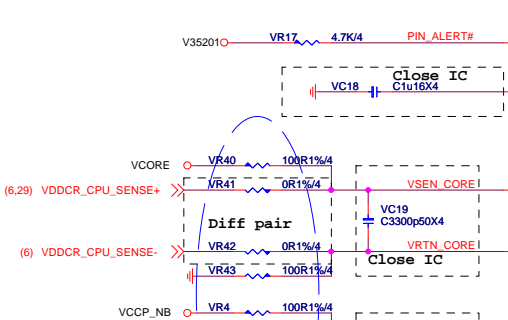 V35201 VR17 4.7K/4 PIN_ALERT#
Close IC
VC18 C1u16X4
VCORE VR40 100R1%/4
(6,29) VDDCR_CPU_SENSE+ VR41 0R1%/4 VSEN_CORE
VC19
C3300p50X4
Diff pair
(6) VDDCR_CPU_SENSE- VR42 0R1%/4 VRTN_CORE
Close IC
VR43 100R1%/4
VCCP_NB VR4 100R1%/4